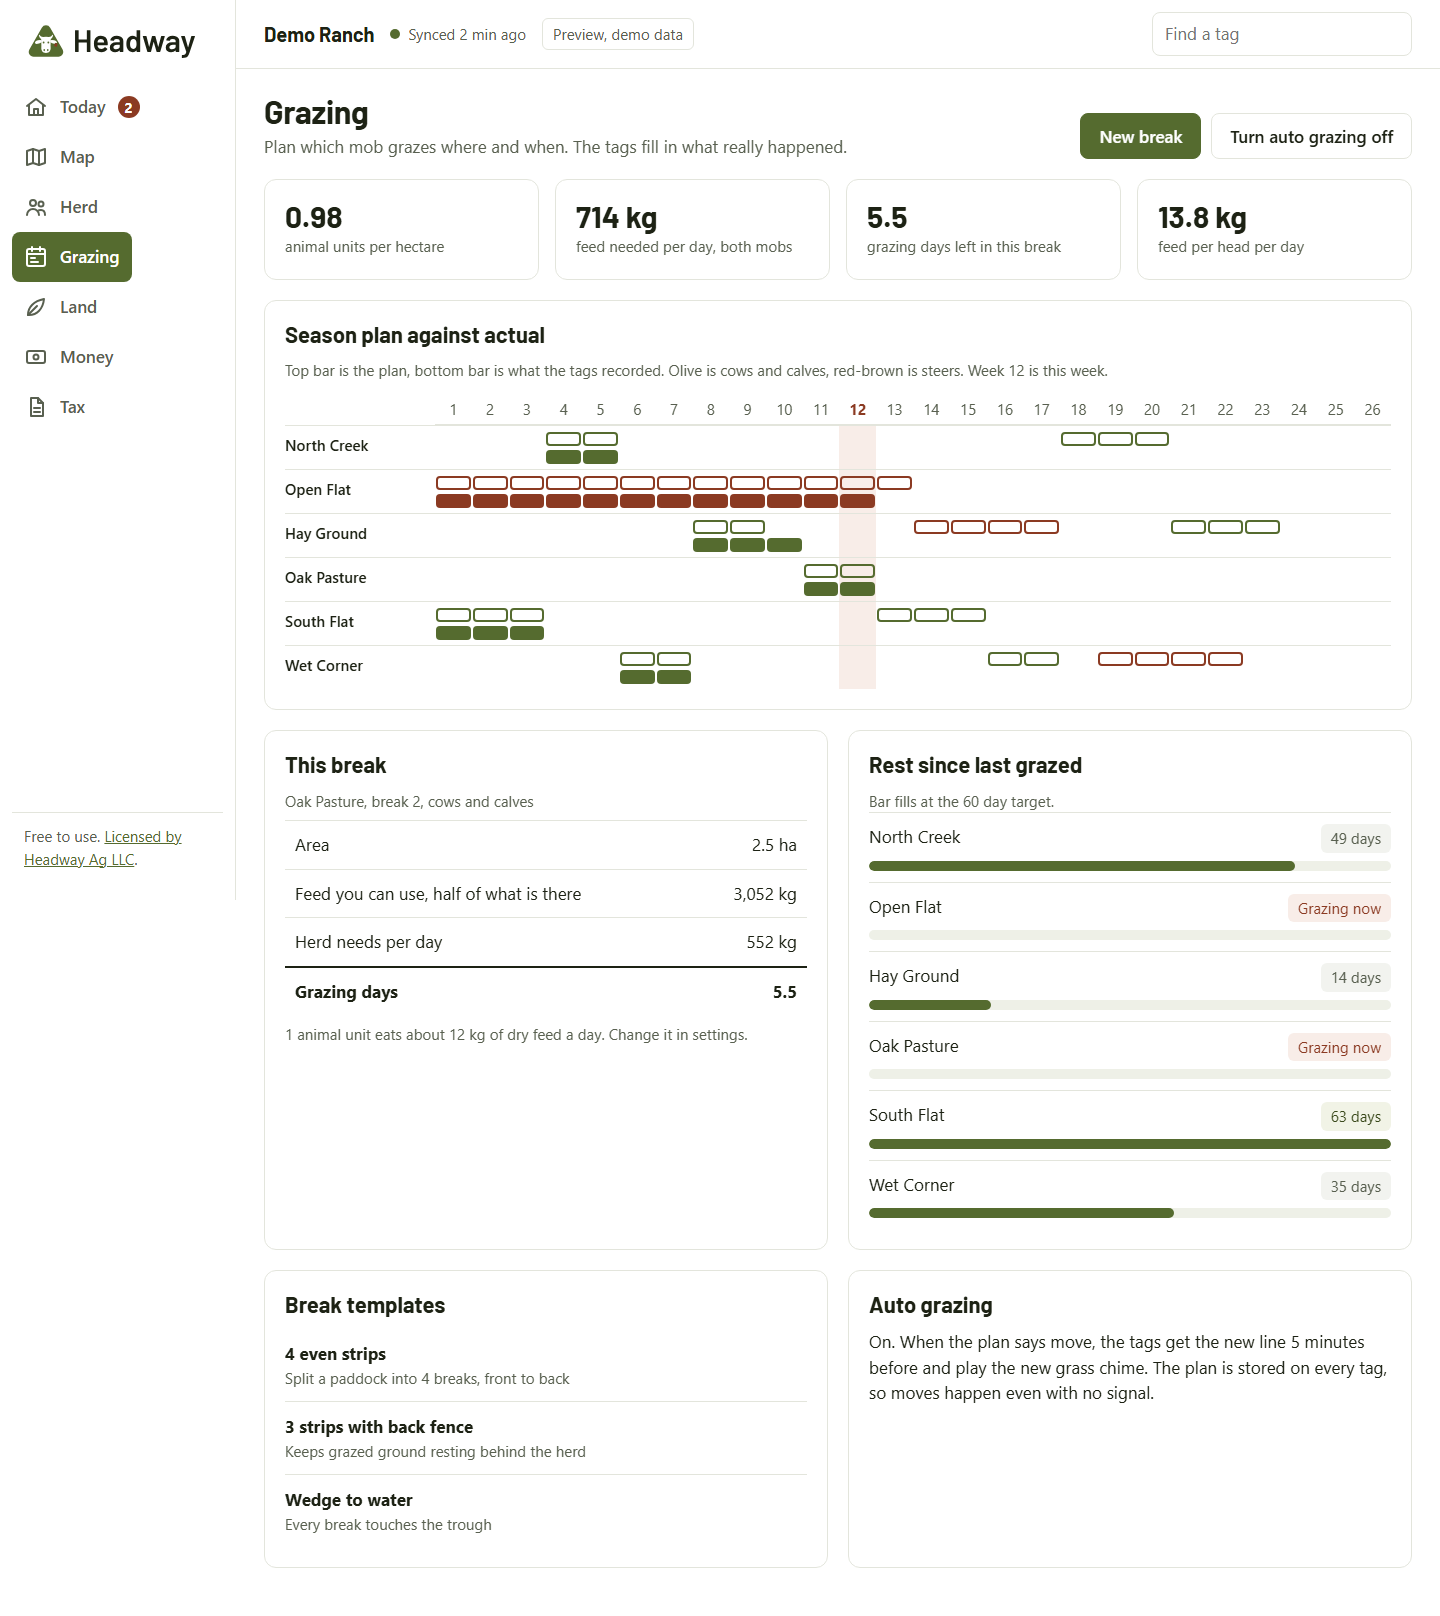 Headway
Today 2
Map
Herd
Grazing
Land
Money
Tax
Free to use. Licensed by
Headway Ag LLC.
Demo Ranch
Synced 2 min ago
Preview, demo data
Find a tag
Grazing
Plan which mob grazes where and when. The tags fill in what really happened.
New break
Turn auto grazing off
0.98
animal units per hectare
714 kg
feed needed per day, both mobs
5.5
grazing days left in this break
13.8 kg
feed per head per day
Season plan against actual
Top bar is the plan, bottom bar is what the tags recorded. Olive is cows and calves, red-brown is steers. Week 12 is this week.
1 2 3 4 5 6 7 8 9 10 11 12 13 14 15 16 17 18 19 20 21 22 23 24 25 26
North Creek
Open Flat
Hay Ground
Oak Pasture
South Flat
Wet Corner
This break
Oak Pasture, break 2, cows and calves
Area 2.5 ha
Feed you can use, half of what is there 3,052 kg
Herd needs per day 552 kg
Grazing days 5.5
1 animal unit eats about 12 kg of dry feed a day. Change it in settings.
Rest since last grazed
Bar fills at the 60 day target.
North Creek 49 days
Open Flat Grazing now
Hay Ground 14 days
Oak Pasture Grazing now
South Flat 63 days
Wet Corner 35 days
Break templates
4 even strips
Split a paddock into 4 breaks, front to back
3 strips with back fence
Keeps grazed ground resting behind the herd
Wedge to water
Every break touches the trough
Auto grazing
On. When the plan says move, the tags get the new line 5 minutes
before and play the new grass chime. The plan is stored on every tag,
so moves happen even with no signal.